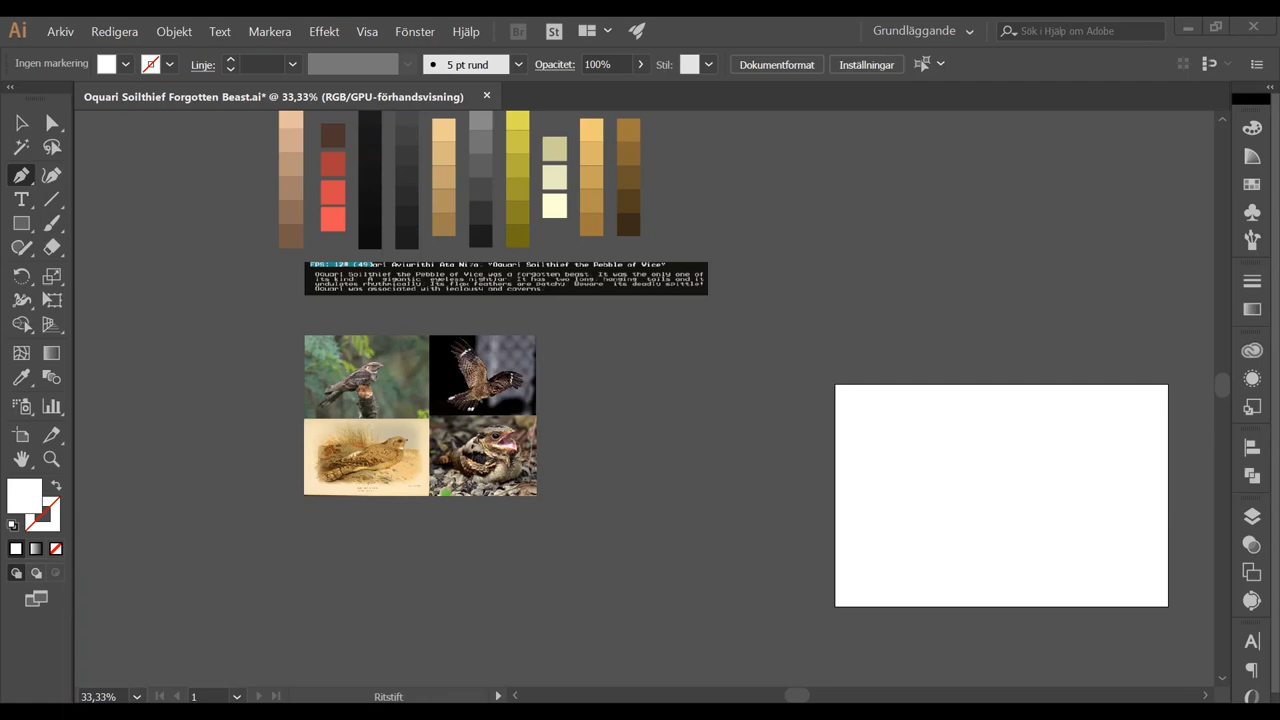 Ai Arkiv Redigera Objekt Text Markera Effekt Visa Fönster Hjälp Br St Grundläggande Sök i Hjälp om Adobe
Ingen markering Linje: 5 pt rund Opacitet: 100% Stil: Dokumentformat Inställningar
Oquari Soilthief Forgotten Beast.ai* @ 33,33% (RGB/GPU-förhandsvisning)
Oquari Soilthief the Pebble of Vice was a forgotten beast. It was the only one of
its kind. A gigantic eyeless nightjar. It has two long, hanging tails and it
undulates rhythmically. Its flax feathers are patchy. Beware its deadly spittle!
Oquari was associated with jealousy and caverns.
33,33% 1 Ritstift